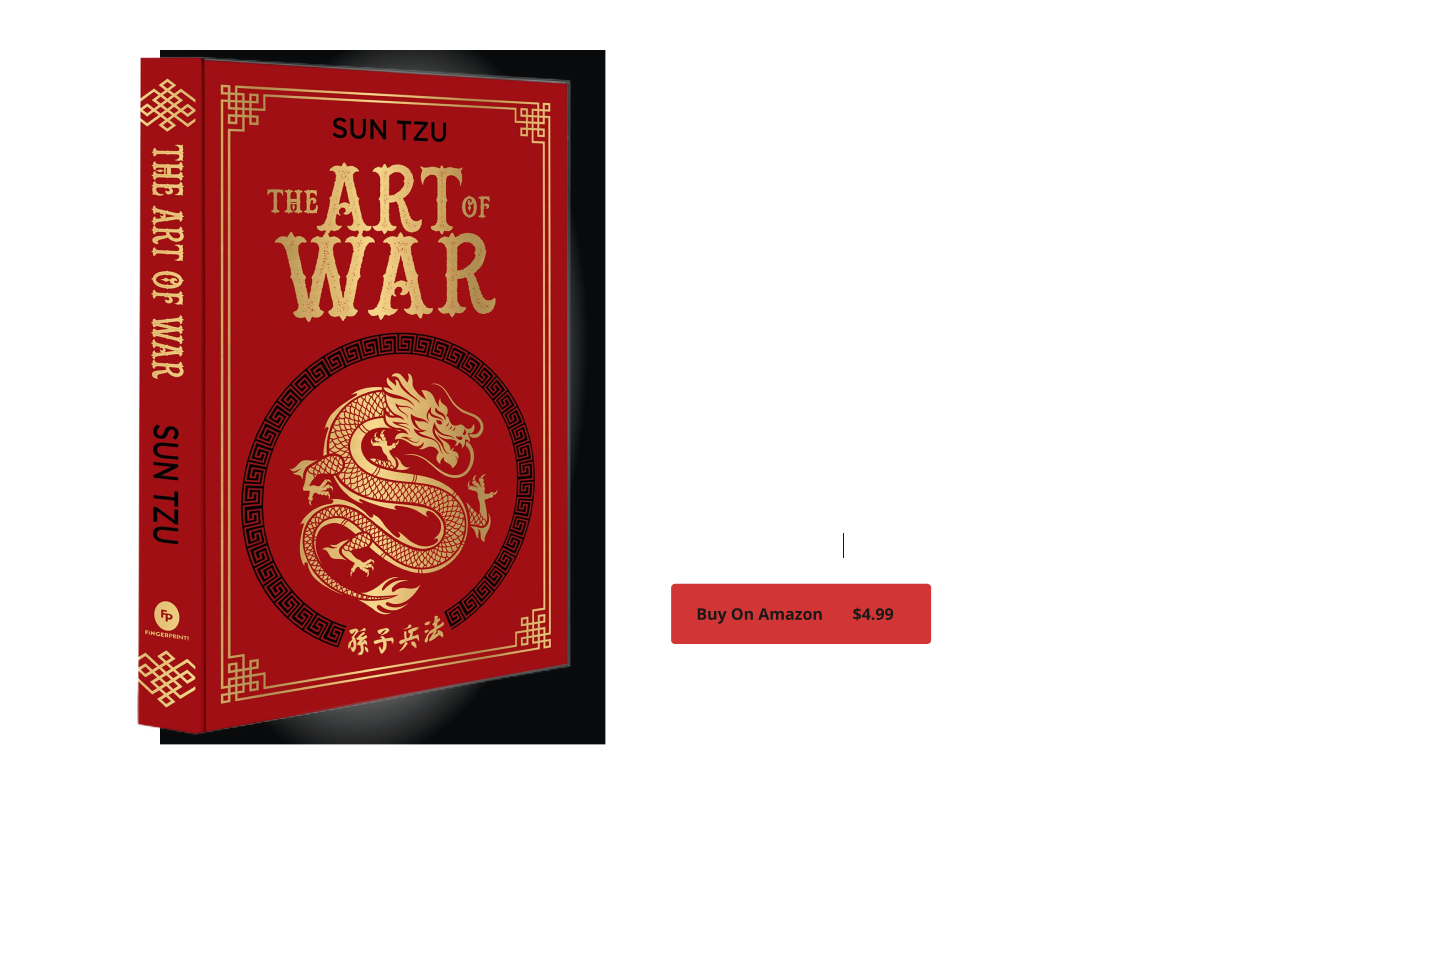 SUN TZU
THE ART OF
WAR
孫子兵法
THE ART OF WAR
SUN TZU
FP
FINGERPRINT!
Buy On Amazon $4.99